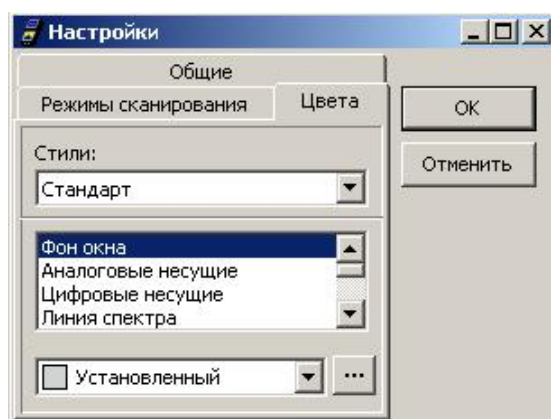 Настройки
Общие
Режимы сканирования
Цвета
OK
Отменить
Стили:
Стандарт
Фон окна
Аналоговые несущие
Цифровые несущие
Линия спектра
Установленный
...